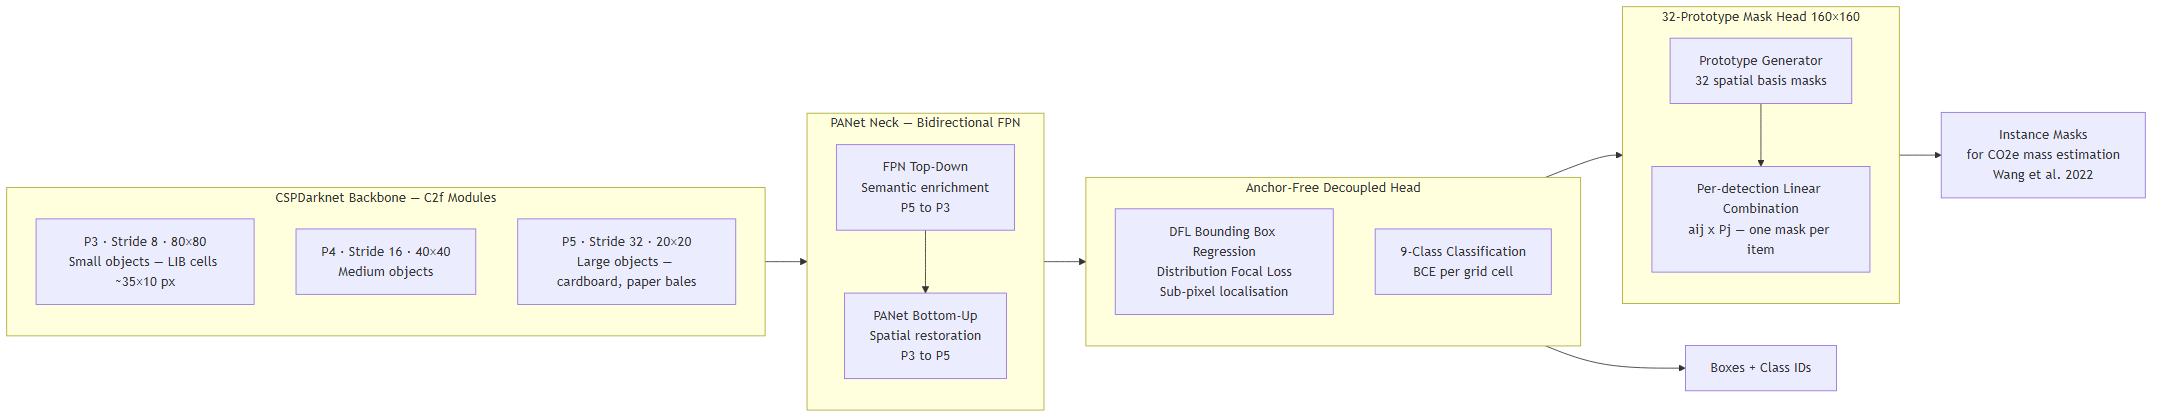 CSPDarknet Backbone — C2f Modules
P3 · Stride 8 · 80×80
Small objects — LIB cells
~35×10 px
P4 · Stride 16 · 40×40
Medium objects
P5 · Stride 32 · 20×20
Large objects —
cardboard, paper bales
PANet Neck — Bidirectional FPN
FPN Top-Down
Semantic enrichment
P5 to P3
PANet Bottom-Up
Spatial restoration
P3 to P5
Anchor-Free Decoupled Head
DFL Bounding Box
Regression
Distribution Focal Loss
Sub-pixel localisation
9-Class Classification
BCE per grid cell
32-Prototype Mask Head 160×160
Prototype Generator
32 spatial basis masks
Per-detection Linear
Combination
aij x Pj — one mask per
item
Instance Masks
for CO2e mass estimation
Wang et al. 2022
Boxes + Class IDs